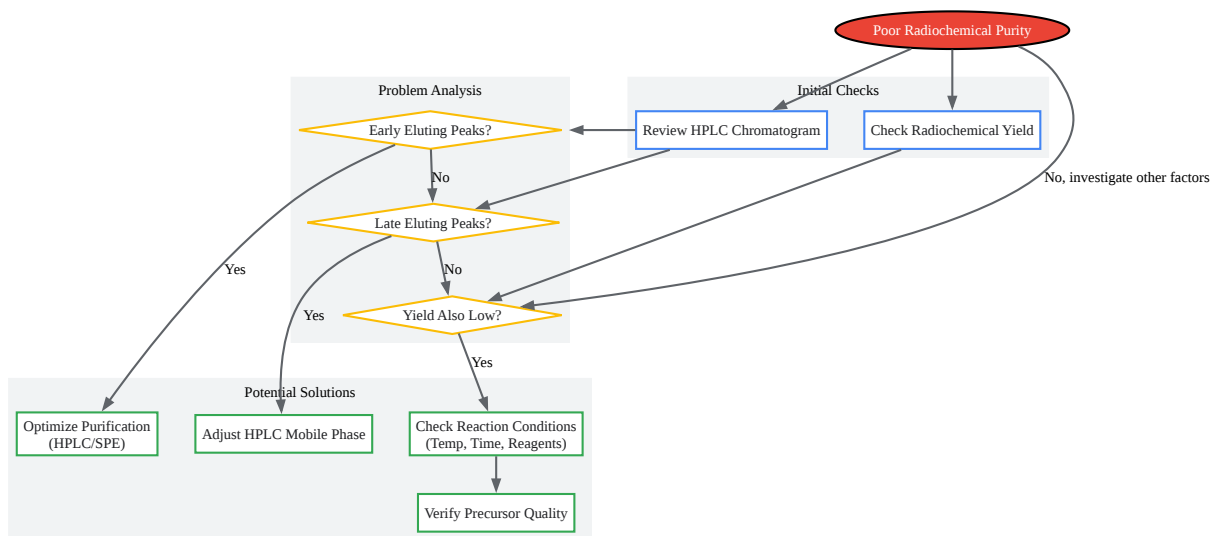 Poor Radiochemical Purity
Problem Analysis
Initial Checks
Early Eluting Peaks?
Review HPLC Chromatogram
Check Radiochemical Yield
No
No, investigate other factors
Late Eluting Peaks?
Yes
No
Yes
Yield Also Low?
Yes
Potential Solutions
Optimize Purification
(HPLC/SPE)
Adjust HPLC Mobile Phase
Check Reaction Conditions
(Temp, Time, Reagents)
Verify Precursor Quality